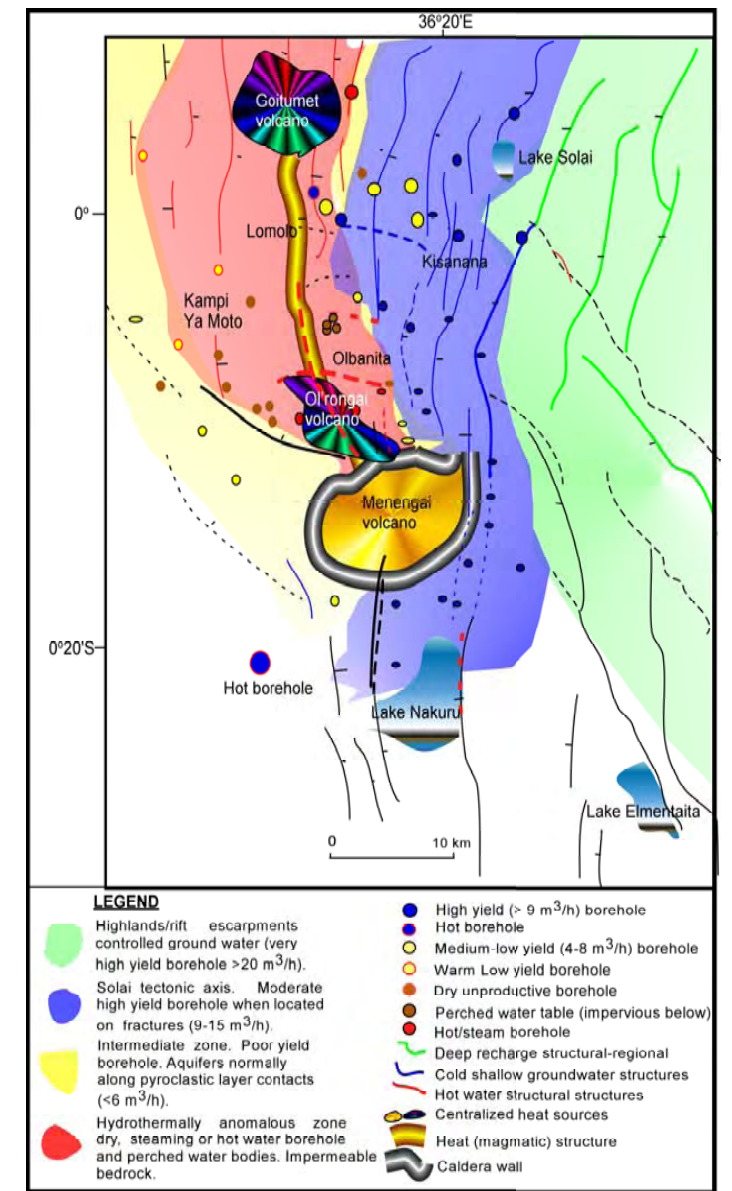 36°20'E
Goitumet
volcano
Lake Solai
0°
Lomolo
Kisanana
Kampi
Ya Moto
Olbanita
Ol'rongai
volcano
Menengai
volcano
0°20'S
Hot borehole
Lake Nakuru
Lake Elmentaita
0 10 km
LEGEND
Highlands/rift escarpments
controlled ground water (very
high yield borehole >20 m³/h).
Solai tectonic axis. Moderate
high yield borehole when located
on fractures (9-15 m³/h).
Intermediate zone. Poor yield
borehole. Aquifers normally
along pyroclastic layer contacts
(<6 m³/h).
Hydrothermally anomalous zone
dry, steaming or hot water borehole
and perched water bodies. Impermeable
bedrock.
High yield (> 9 m³/h) borehole
Hot borehole
Medium-low yield (4-8 m³/h) borehole
Warm Low yield borehole
Dry unproductive borehole
Perched water table (impervious below)
Hot/steam borehole
Deep recharge structural-regional
Cold shallow groundwater structures
Hot water structural structures
Centralized heat sources
Heat (magmatic) structure
Caldera wall